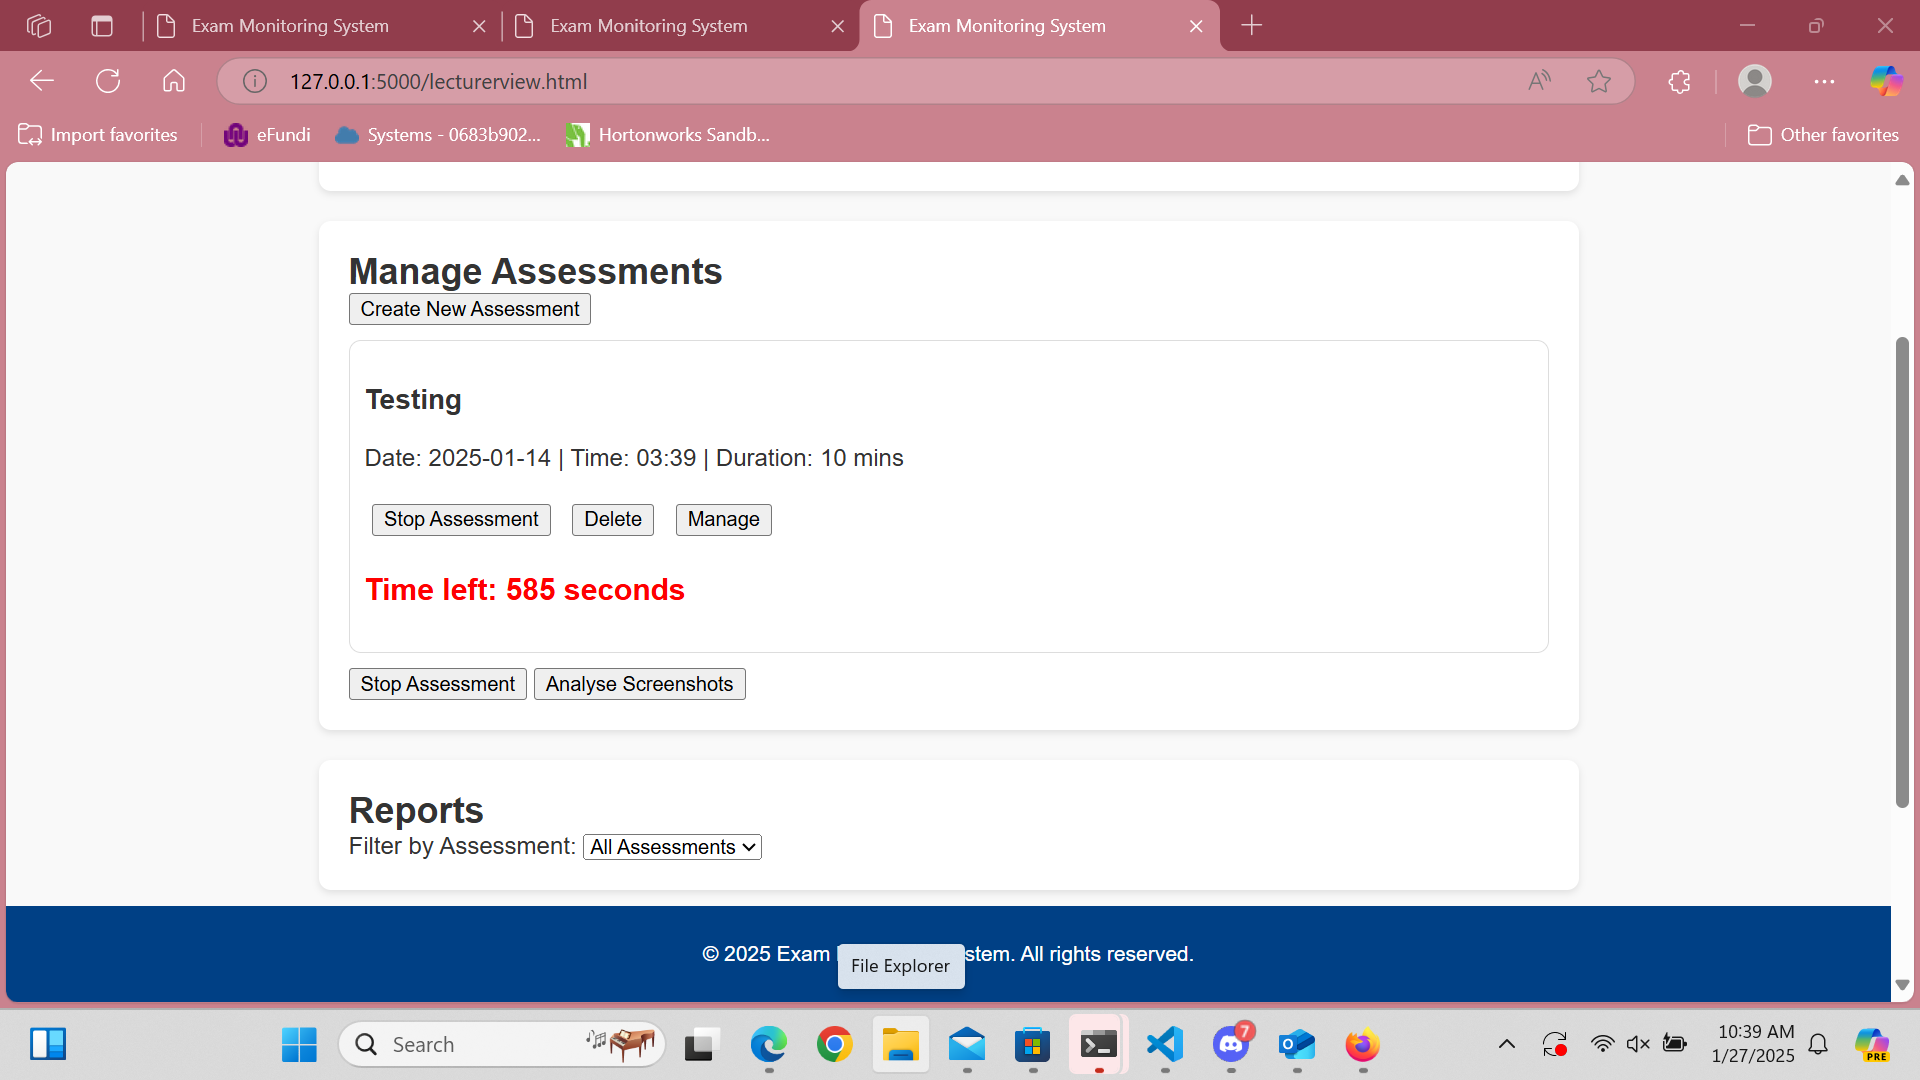 Exam Monitoring System
Exam Monitoring System
Exam Monitoring System
127.0.0.1:5000/lecturerview.html
Import favorites
eFundi
Systems - 0683b902...
Hortonworks Sandb...
Other favorites
Manage Assessments
Create New Assessment
Testing
Date: 2025-01-14 | Time: 03:39 | Duration: 10 mins
Stop Assessment
Delete
Manage
Time left: 585 seconds
Stop Assessment
Analyse Screenshots
Reports
Filter by Assessment: All Assessments
© 2025 Exam stem. All rights reserved.
File Explorer
Search
7
10:39 AM
1/27/2025
PRE